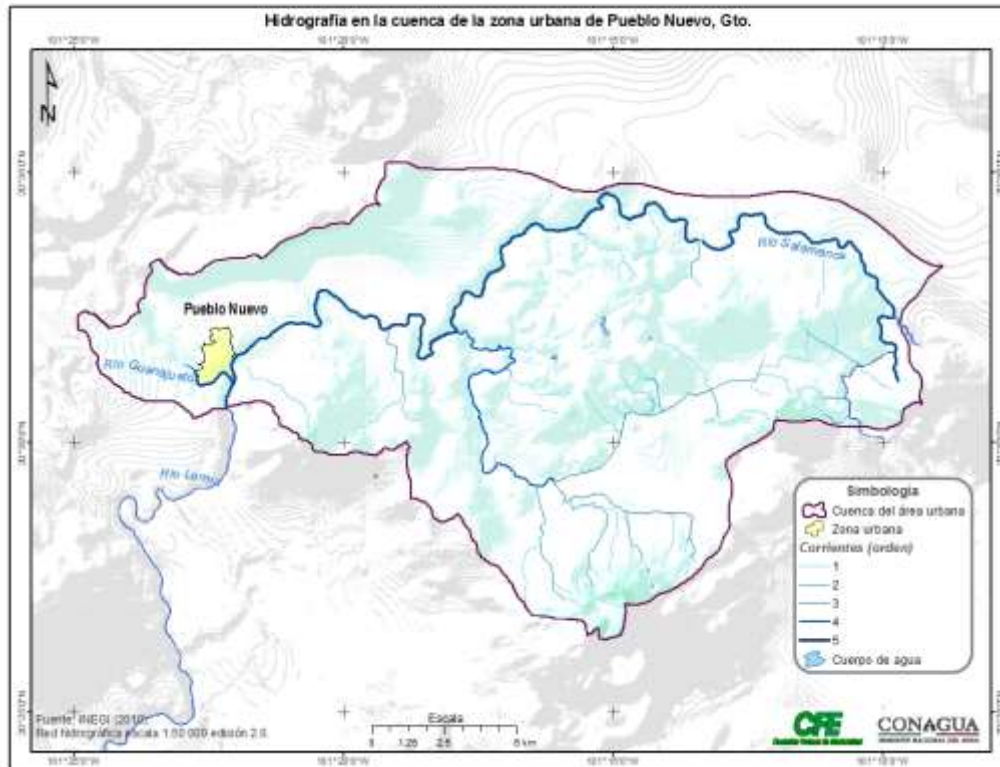 Hidrografía en la cuenca de la zona urbana de Pueblo Nuevo, Gto.
Z
Pueblo Nuevo
Río Salamanca
Río Guanajuato
Río Lerma
Simbología
Cuenca del área urbana
Zona urbana
Corrientes (orden)
1
2
3
4
5
Cuerpo de agua
Fuente: INEGI (2010)
Red hidrográfica escala 1:50 000 edición 2.0.
Escala
1.25 2.5 5 km
CFE
CONAGUA